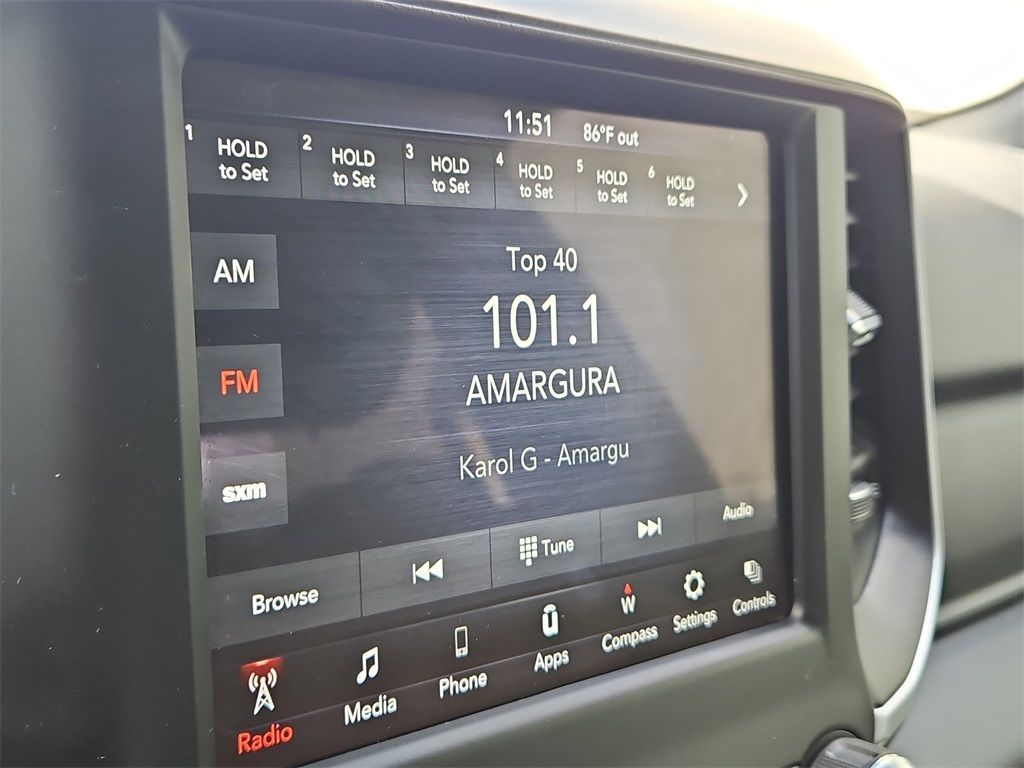 11:51 86°F out
1 HOLD to Set
2 HOLD to Set
3 HOLD to Set
4 HOLD to Set
5 HOLD to Set
6 HOLD to Set
AM
Top 40
101.1
FM
AMARGURA
Karol G - Amargu
sxm
Browse Tune Audio
Radio Media Phone Apps W Compass Settings Controls